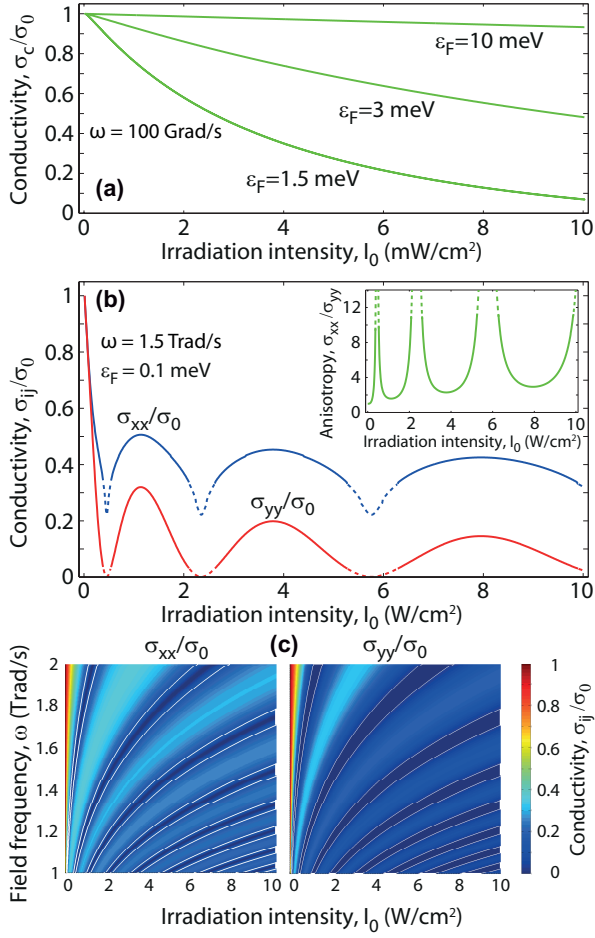 Conductivity, σc/σ0
1
0.8
0.6
0.4
0.2
0
εF=10 meV
εF=3 meV
ω = 100 Grad/s
εF=1.5 meV
(a)
0 2 4 6 8 10
Irradiation intensity, I0 (mW/cm²)
Conductivity, σij/σ0
1
0.8
0.6
0.4
0.2
0
(b)
ω = 1.5 Trad/s
εF = 0.1 meV
σxx/σ0
σyy/σ0
Anisotropy, σxx/σyy
12
8
4
0
0 2 4 6 8 10
Irradiation intensity, I0 (W/cm²)
0 2 4 6 8 10
Irradiation intensity, I0 (W/cm²)
σxx/σ0 (c) σyy/σ0
Field frequency, ω (Trad/s)
2
1.8
1.6
1.4
1.2
1
0 2 4 6 8 10
0 2 4 6 8 10
1
0.8
0.6
0.4
0.2
0
Conductivity, σij/σ0
Irradiation intensity, I0 (W/cm²)